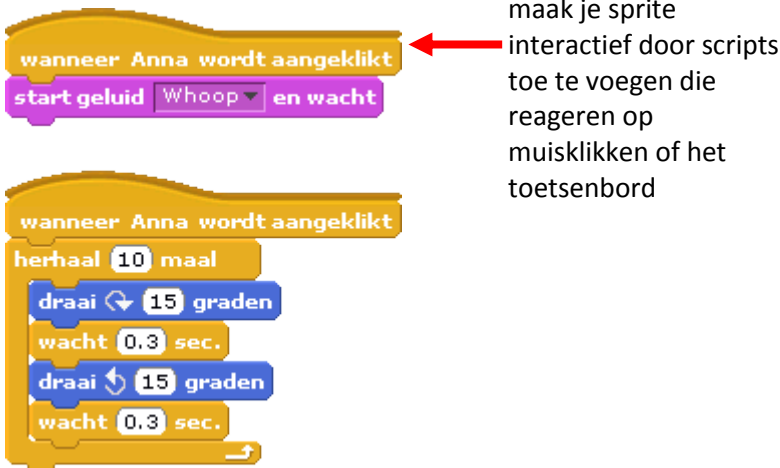 maak je sprite
interactief door scripts
toe te voegen die
reageren op
muisklikken of het
toetsenbord
wanneer Anna wordt aangeklikt
start geluid Whoop en wacht
wanneer Anna wordt aangeklikt
herhaal 10 maal
draai 15 graden
wacht 0.3 sec.
draai 15 graden
wacht 0.3 sec.